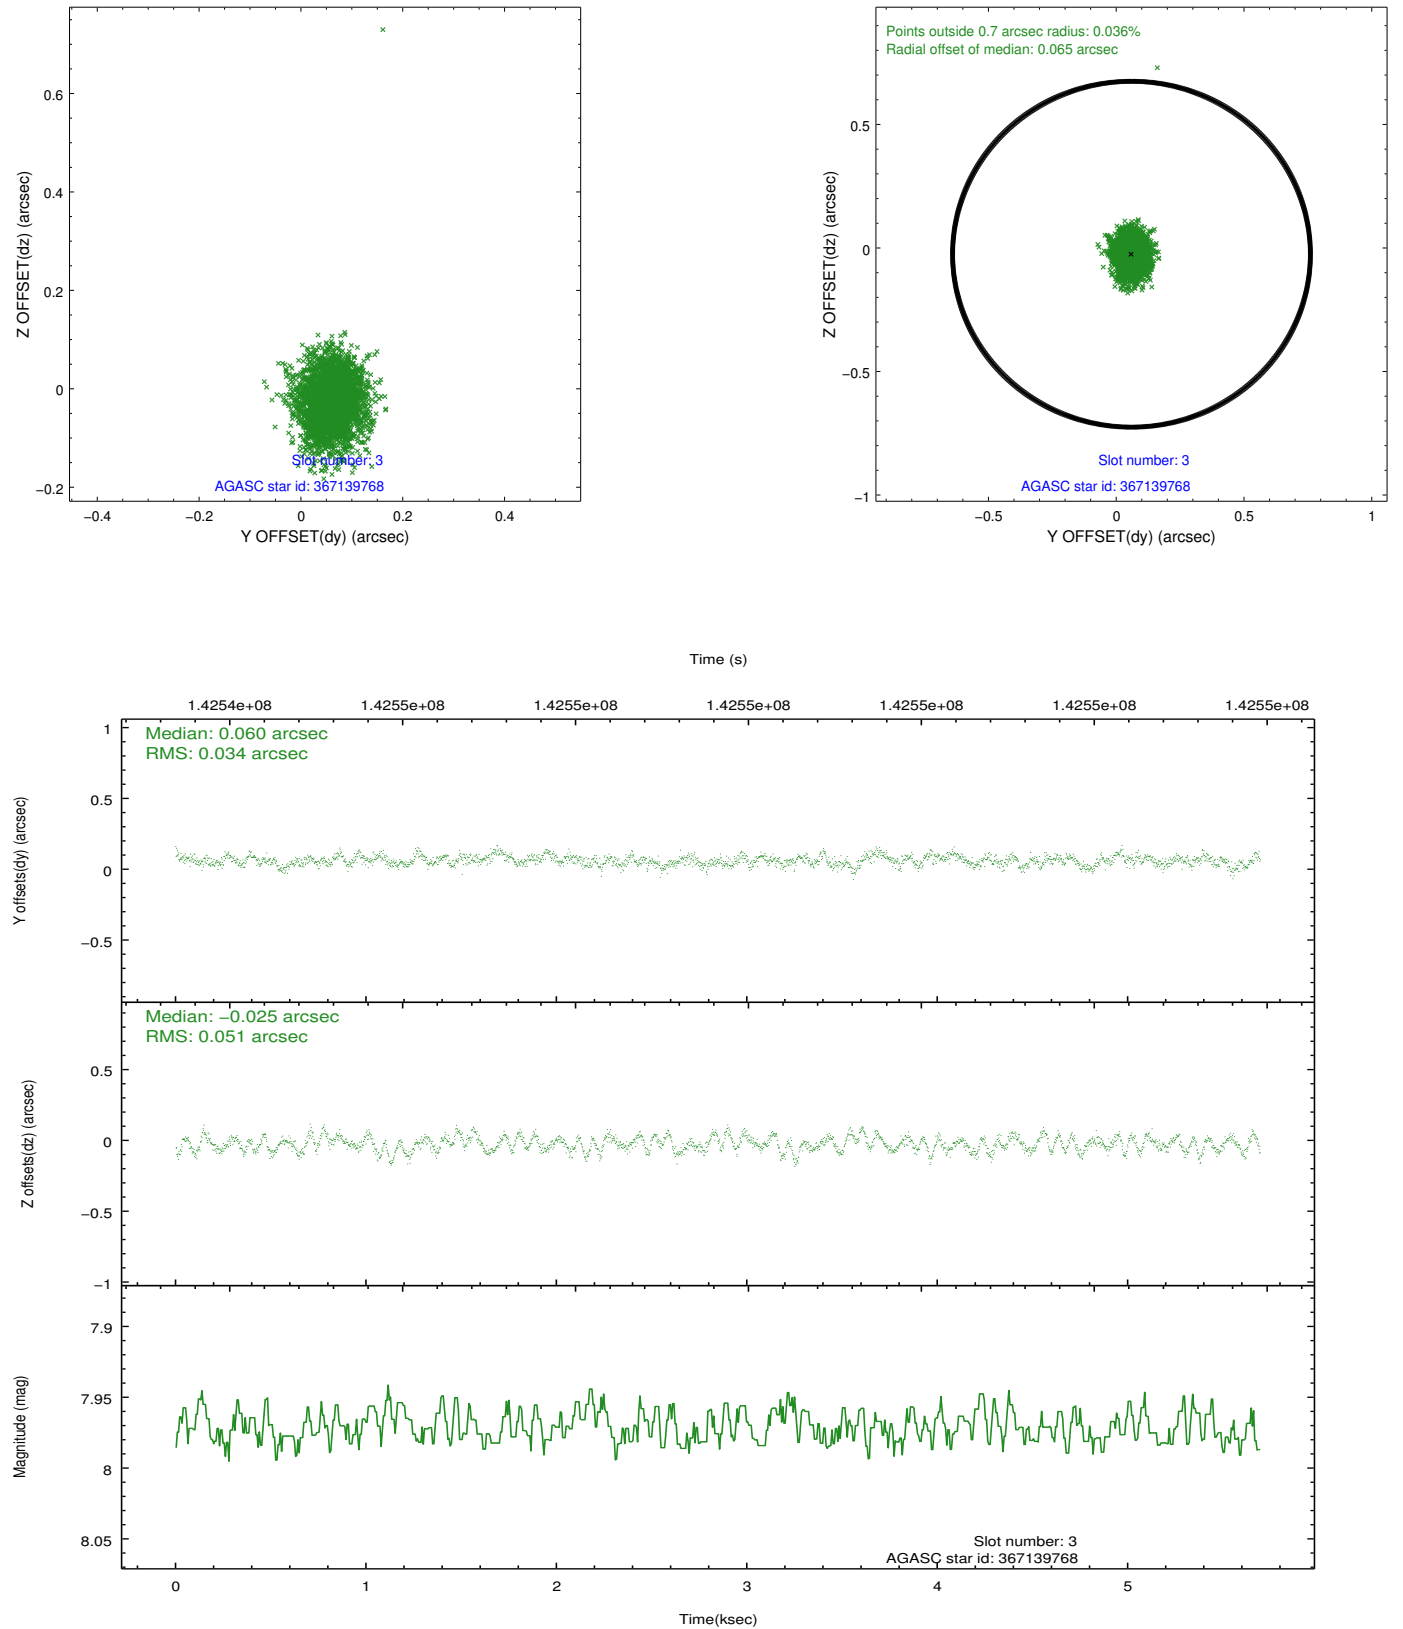 0.6
0.4
0.2
0
−0.2
−0.4
−0.2
0
0.2
0.4
Z OFFSET(dz) (arcsec)
Y OFFSET(dy) (arcsec)
Slot number: 3
AGASC star id: 367139768
Points outside 0.7 arcsec radius: 0.036%
Radial offset of median: 0.065 arcsec
0.5
0
−0.5
−1
−0.5
0
0.5
1
Z OFFSET(dz) (arcsec)
Y OFFSET(dy) (arcsec)
Slot number: 3
AGASC star id: 367139768
Time (s)
1.4254e+08 1.4255e+08 1.4255e+08 1.4255e+08 1.4255e+08 1.4255e+08 1.4255e+08
Median: 0.060 arcsec
RMS: 0.034 arcsec
1
0.5
0
−0.5
Y offsets(dy) (arcsec)
Median: −0.025 arcsec
RMS: 0.051 arcsec
0.5
0
−0.5
−1
Z offsets(dz) (arcsec)
7.9
7.95
8
8.05
Magnitude (mag)
Slot number: 3
AGASC star id: 367139768
0 1 2 3 4 5
Time(ksec)